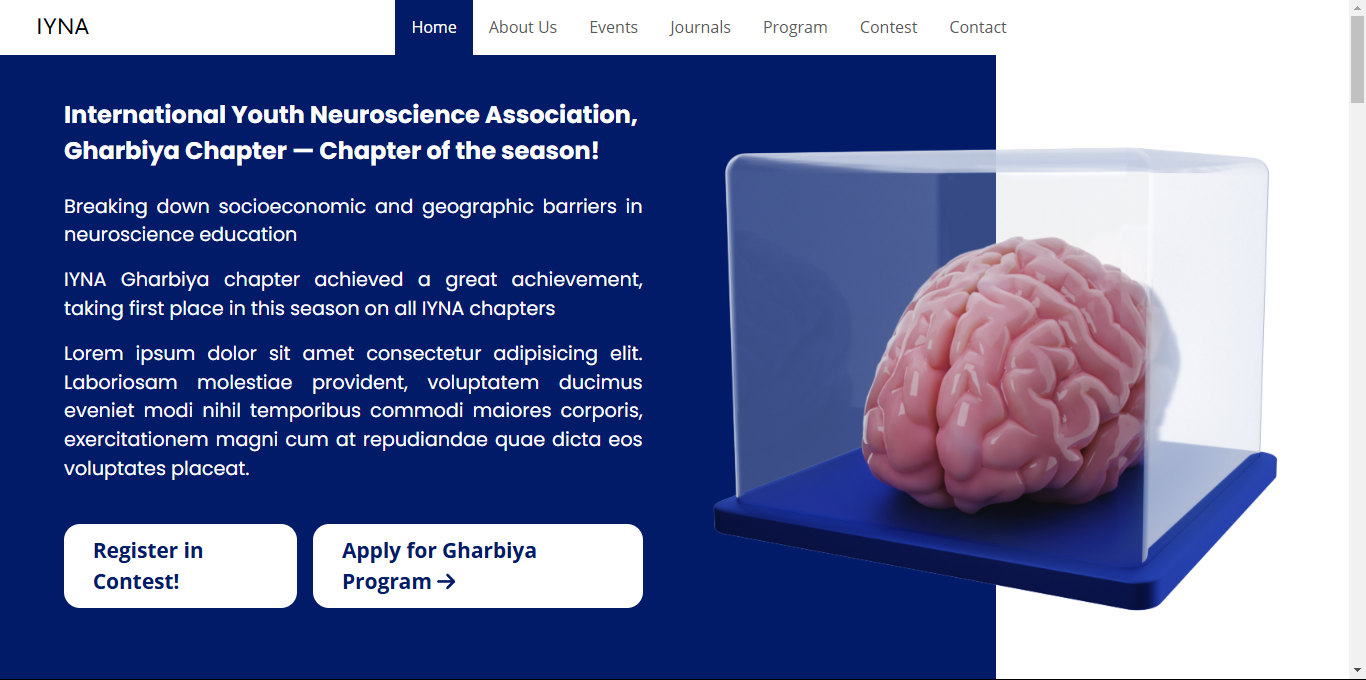 IYNA
Home About Us Events Journals Program Contest Contact
International Youth Neuroscience Association,
Gharbiya Chapter — Chapter of the season!
Breaking down socioeconomic and geographic barriers in
neuroscience education
IYNA Gharbiya chapter achieved a great achievement,
taking first place in this season on all IYNA chapters
Lorem ipsum dolor sit amet consectetur adipisicing elit.
Laboriosam molestiae provident, voluptatem ducimus
eveniet modi nihil temporibus commodi maiores corporis,
exercitationem magni cum at repudiandae quae dicta eos
voluptates placeat.
Register in
Contest!
Apply for Gharbiya
Program →